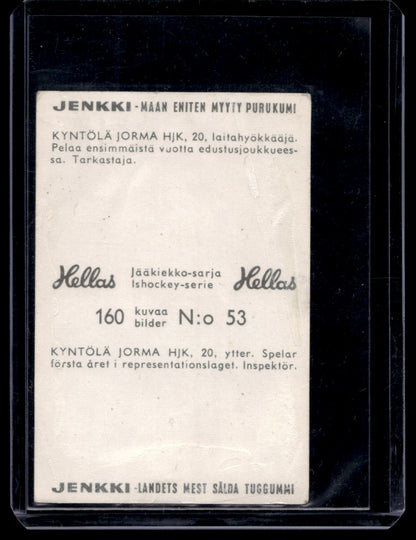 JENKKI - MAAN ENITEN MYYTY PURUKUMI
KYNTÖLÄ JORMA HJK, 20, laitahyökkääjä.
Pelaa ensimmäistä vuotta edustusjoukkuees-
sa. Tarkastaja.
Hellas Jääkiekko-sarja Hellas
Ishockey-serie
160 kuvaa N:o 53
bilder
KYNTÖLÄ JORMA HJK, 20, ytter. Spelar
första året i representationslaget. Inspektör.
JENKKI - LANDETS MEST SÅLDA TUGGUMMI